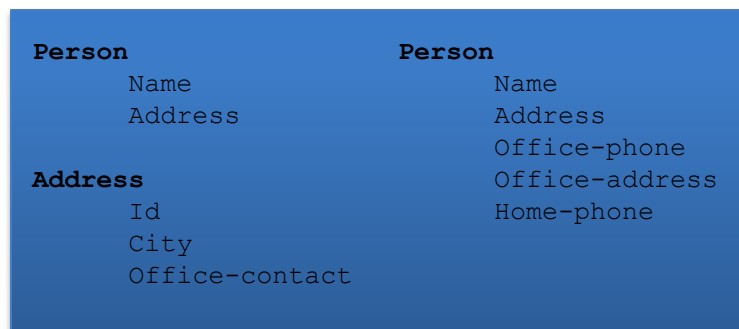 Person
Name
Address
Address
Id
City
Office-contact
Person
Name
Address
Office-phone
Office-address
Home-phone